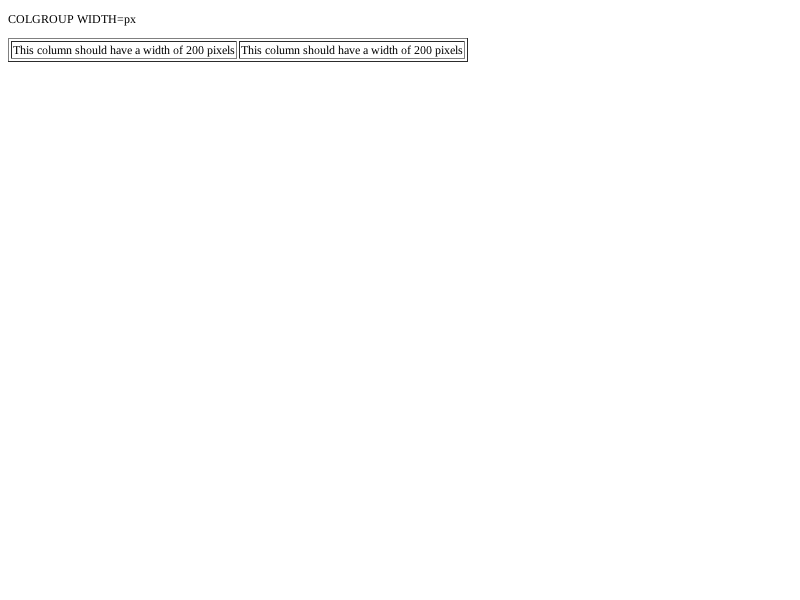 COLGROUP WIDTH=px
This column should have a width of 200 pixels This column should have a width of 200 pixels